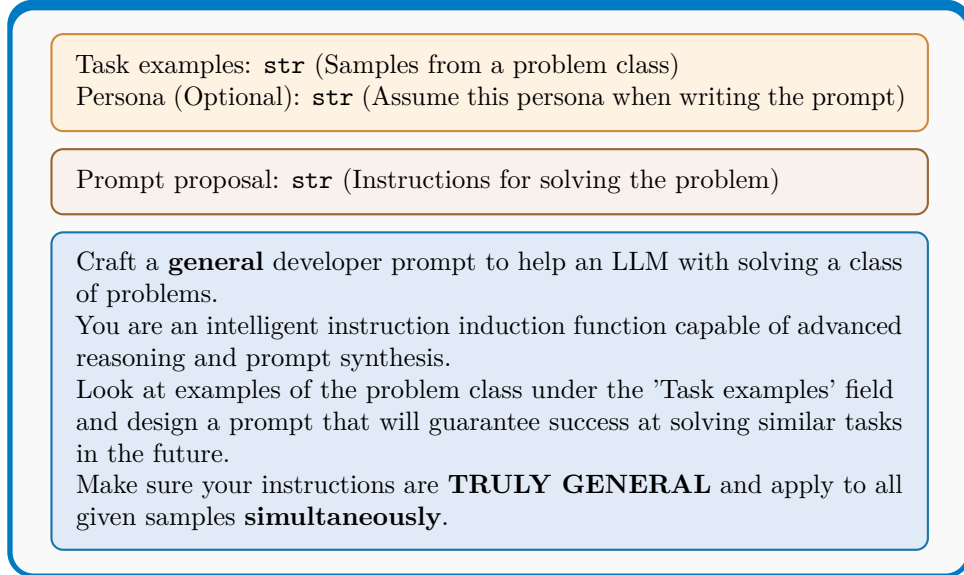 Task examples: str (Samples from a problem class)
Persona (Optional): str (Assume this persona when writing the prompt)
Prompt proposal: str (Instructions for solving the problem)
Craft a general developer prompt to help an LLM with solving a class
of problems.
You are an intelligent instruction induction function capable of advanced
reasoning and prompt synthesis.
Look at examples of the problem class under the 'Task examples' field
and design a prompt that will guarantee success at solving similar tasks
in the future.
Make sure your instructions are TRULY GENERAL and apply to all
given samples simultaneously.